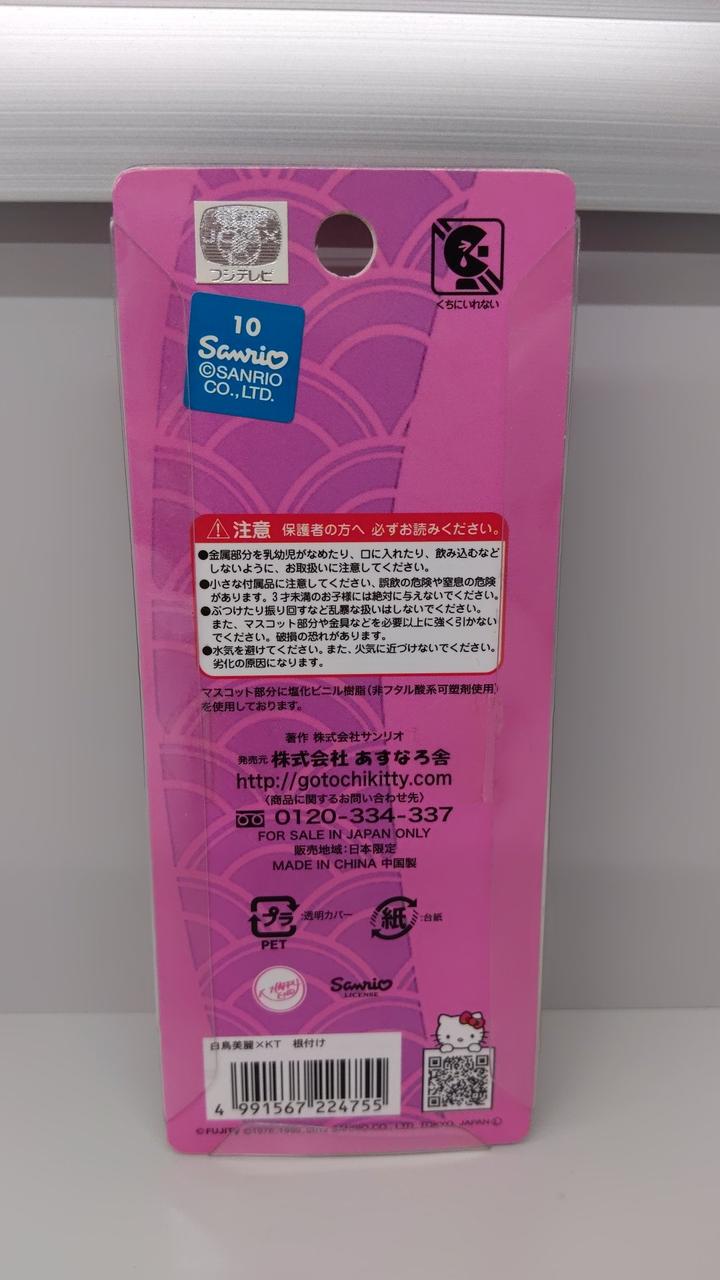 フジテレビ
くちにいれない
10
Sanrio
©SANRIO
CO.,LTD.
注意 保護者の方へ 必ずお読みください。
●金属部分を乳幼児がなめたり、口に入れたり、飲み込むなど
しないように、お取扱いに注意してください。
●小さな付属品に注意してください、誤飲の危険や窒息の危険
があります。3才未満のお子様には絶対に与えないでください。
●ぶつけたり振り回すなど乱暴な扱いはしないでください。
また、マスコット部分や金具などを必要以上に強く引かない
でください。破損の恐れがあります。
●水気を避けてください。また、火気に近づけないでください。
劣化の原因になります。
マスコット部分に塩化ビニル樹脂(非フタル酸系可塑剤使用)
を使用しております。
著作 株式会社サンリオ
発売元 株式会社 あすなろ舎
http://gotochikitty.com
〈商品に関するお問い合わせ先〉
0120-334-337
FOR SALE IN JAPAN ONLY
販売地域:日本限定
MADE IN CHINA 中国製
プラ :透明カバー
PET
紙 :台紙
Sanrio
LICENSE
白鳥美麗×KT 根付け
4 991567 224755
SANRIO CO., LTD. TOKYO, JAPAN Ⓛ